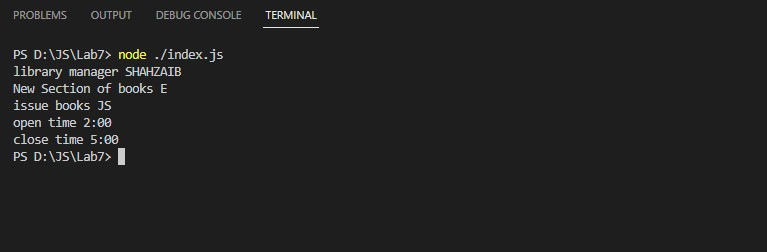 PROBLEMS OUTPUT DEBUG CONSOLE TERMINAL
PS D:\JS\Lab7> node ./index.js
library manager SHAHZAIB
New Section of books E
issue books JS
open time 2:00
close time 5:00
PS D:\JS\Lab7>